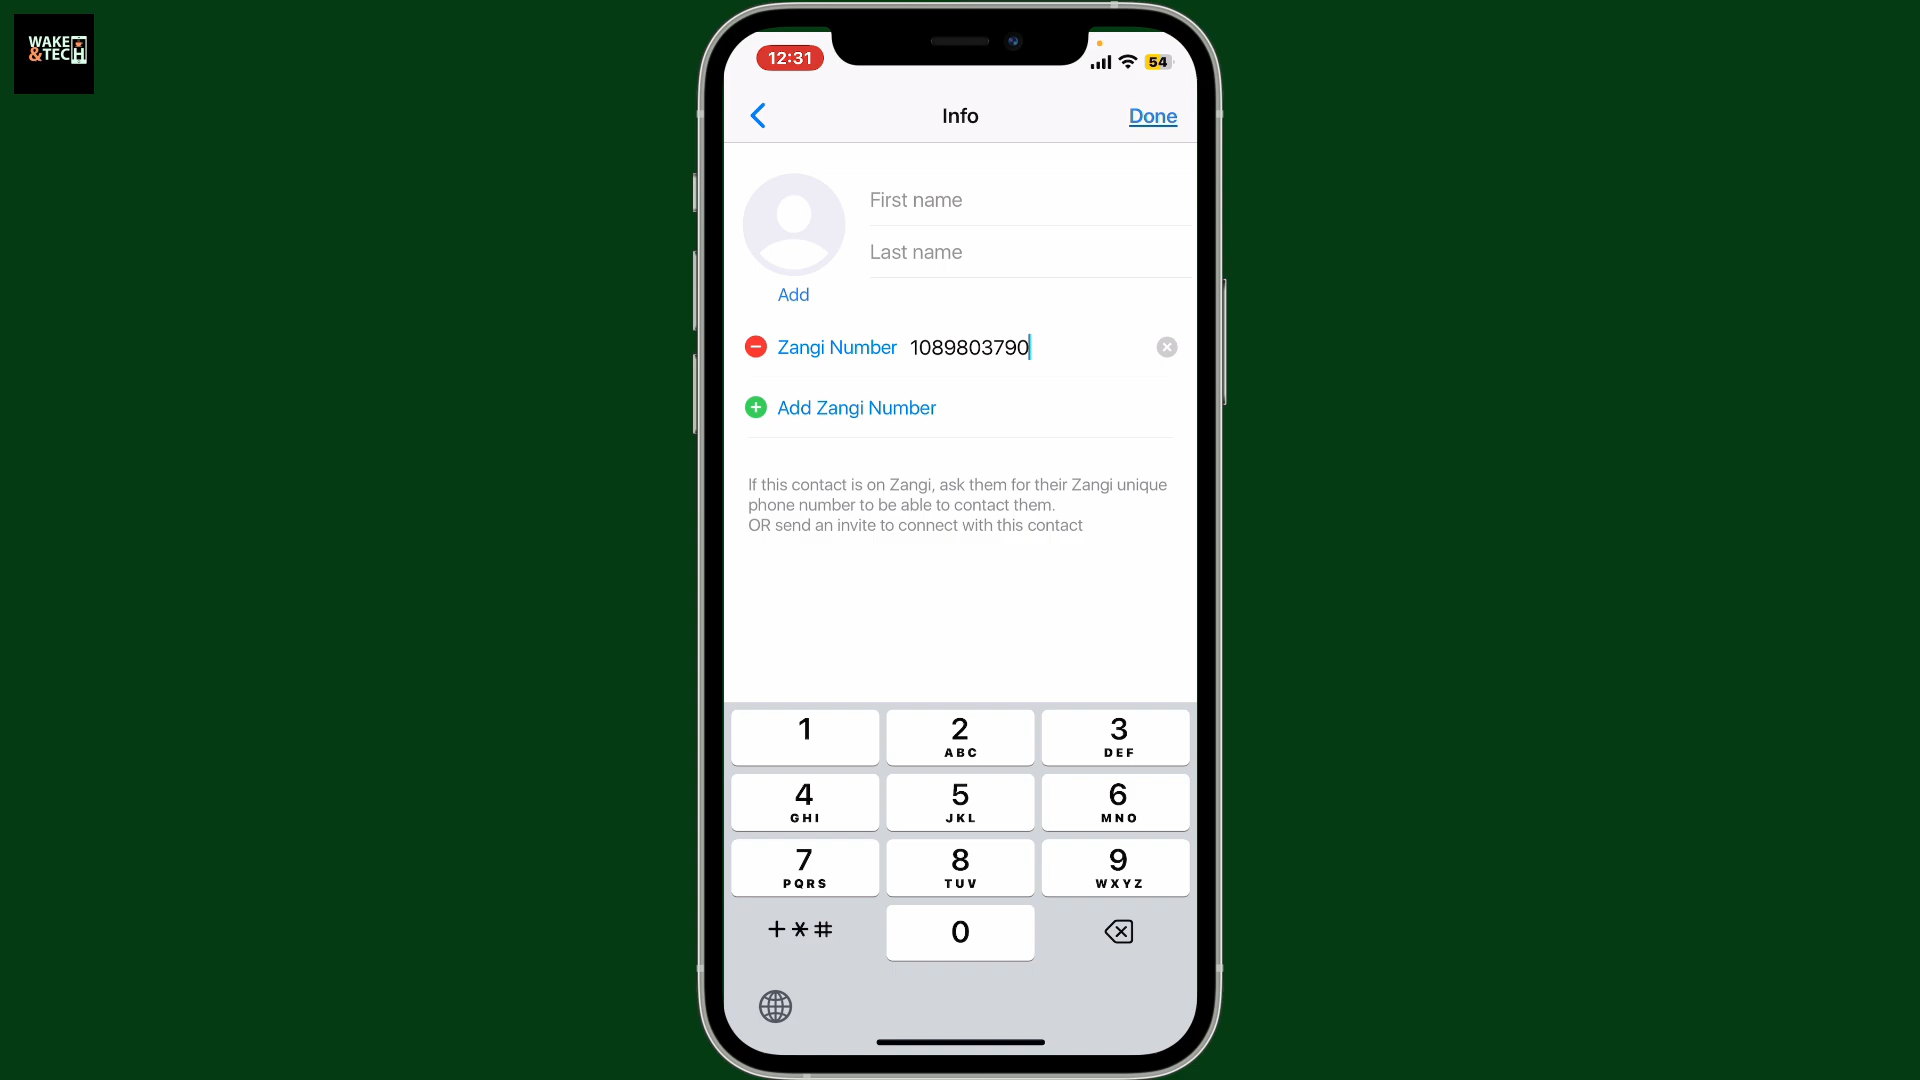 WAKE
&TECH
12:31
54
Info
Done
First name
Last name
Add
Zangi Number 1089803790
Add Zangi Number
If this contact is on Zangi, ask them for their Zangi unique
phone number to be able to contact them.
OR send an invite to connect with this contact
1
2
ABC
3
DEF
4
GHI
5
JKL
6
MNO
7
PQRS
8
TUV
9
WXYZ
+*#
0